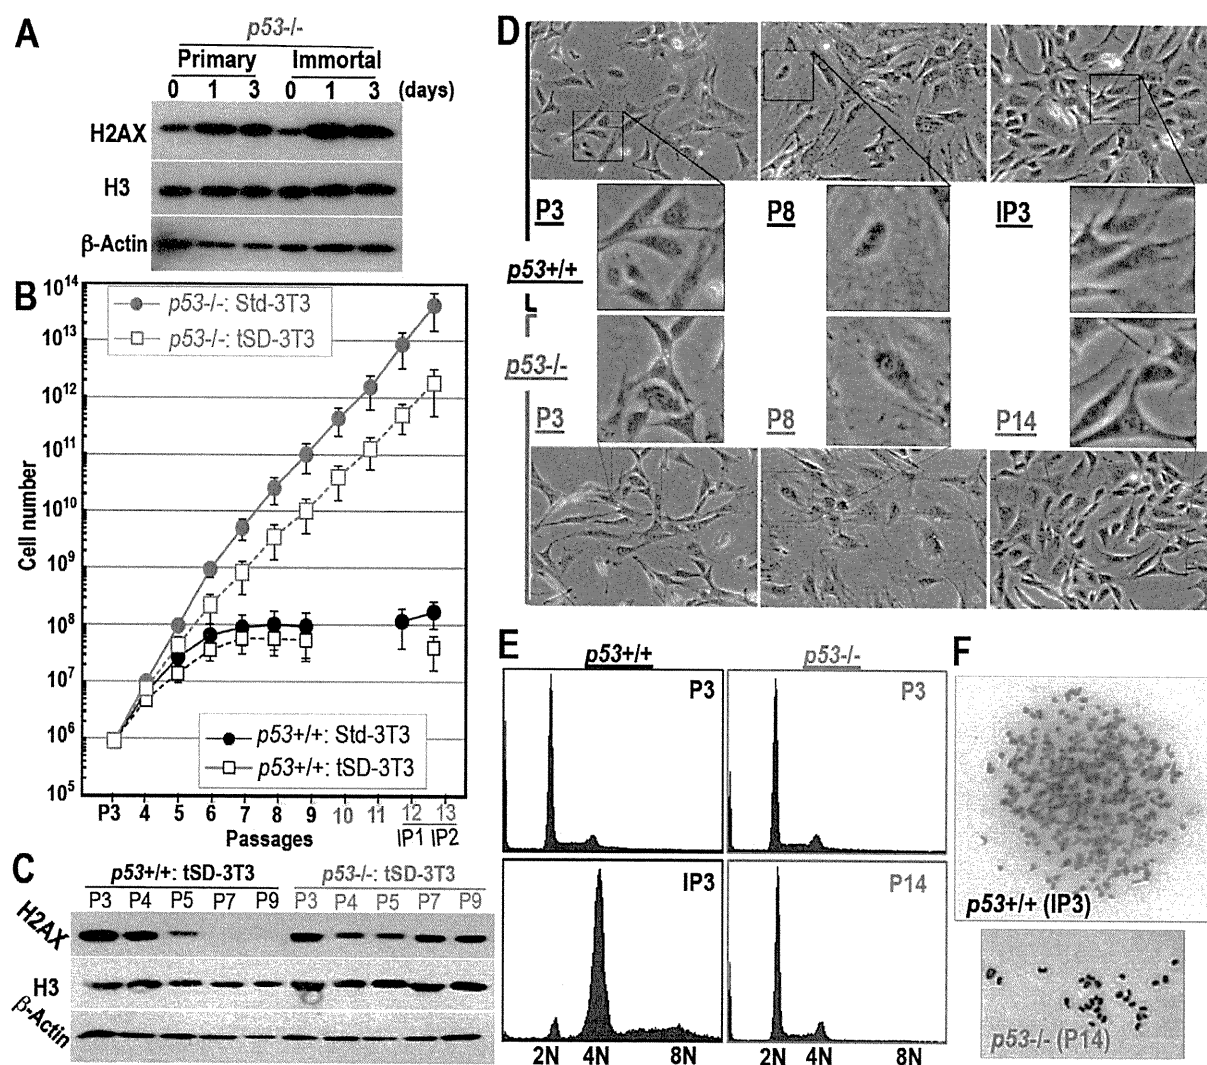 A
p53-/-
Primary Immortal
0 1 3 0 1 3 (days)
H2AX
H3
β-Actin
B
p53-/-: Std-3T3
p53-/-: tSD-3T3
10^14
10^13
10^12
10^11
10^10
10^9
10^8
10^7
10^6
10^5
Cell number
p53+/+: Std-3T3
p53+/+: tSD-3T3
P3 4 5 6 7 8 9 10 11 12 13
IP1 IP2
Passages
C
p53+/+: tSD-3T3 p53-/-: tSD-3T3
P3 P4 P5 P7 P9 P3 P4 P5 P7 P9
H2AX
H3
β-Actin
D
P3 P8 IP3
p53+/+
p53-/-
P3 P8 P14
E
p53+/+ p53-/-
P3 P3
IP3 P14
2N 4N 8N 2N 4N 8N
F
p53+/+ (IP3)
p53-/- (P14)